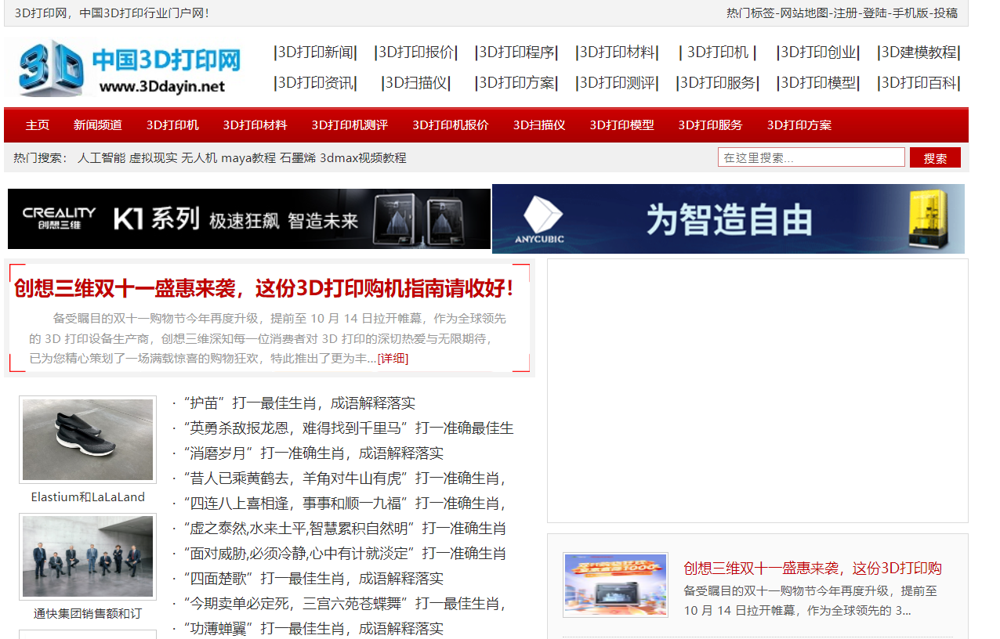 3D打印网，中国3D打印行业门户网！
热门标签-网站地图-注册-登陆-手机版-投稿
3D 中国3D打印网
www.3Ddayin.net
|3D打印新闻| |3D打印报价| |3D打印程序| |3D打印材料| | 3D打印机 | |3D打印创业| |3D建模教程|
|3D打印资讯| |3D扫描仪| |3D打印方案| |3D打印测评| |3D打印服务| |3D打印模型| |3D打印百科|
主页 新闻频道 3D打印机 3D打印材料 3D打印机测评 3D打印机报价 3D扫描仪 3D打印模型 3D打印服务 3D打印方案
热门搜索： 人工智能 虚拟现实 无人机 maya教程 石墨烯 3dmax视频教程
在这里搜索... 搜索
CREALITY 创想三维 K1 系列 极速狂飙 智造未来
ANYCUBIC 为智造自由
创想三维双十一盛惠来袭，这份3D打印购机指南请收好！
备受瞩目的双十一购物节今年再度升级，提前至 10 月 14 日拉开帷幕，作为全球领先
的 3D 打印设备生产商，创想三维深知每一位消费者对 3D 打印的深切热爱与无限期待，
已为您精心策划了一场满载惊喜的购物狂欢，特此推出了更为丰...[详细]
Elastium和LaLaLand
通快集团销售额和订
· “护苗”打一最佳生肖，成语解释落实
· “英勇杀敌报龙恩，难得找到千里马”打一准确最佳生
· “消磨岁月”打一准确生肖，成语解释落实
· “昔人已乘黄鹤去，羊角对牛山有虎”打一准确生肖，
· “四连八上喜相逢，事事和顺一九福”打一准确生肖，
· “虚之泰然,水来土平,智慧累积自然明”打一准确生肖
· “面对威胁,必须冷静,心中有计就淡定”打一准确生肖
· “四面楚歌”打一最佳生肖，成语解释落实
· “今期卖单必定死，三宫六苑苍蝶舞”打一最佳生肖，
· “功薄蝉翼”打一最佳生肖，成语解释落实
创想三维双十一盛惠来袭，这份3D打印购
备受瞩目的双十一购物节今年再度升级，提前至
10 月 14 日拉开帷幕，作为全球领先的 3...